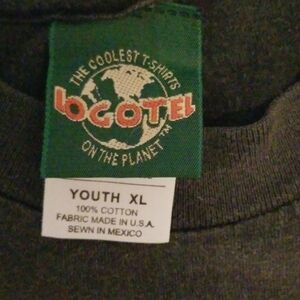 THE COOLEST T-SHIRTS
LOGOTEL
ON THE PLANET™
YOUTH XL
100% COTTON
FABRIC MADE IN U.S.A.
SEWN IN MEXICO